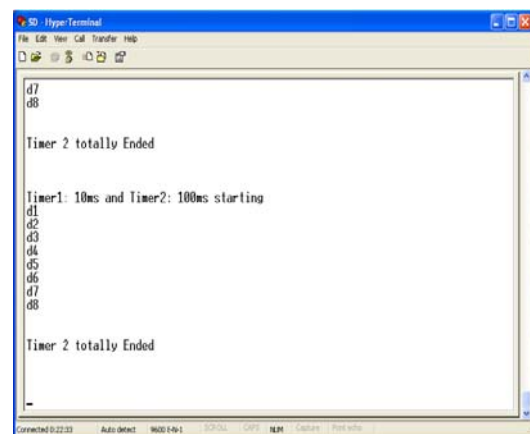 SD - HyperTerminal
File Edit View Call Transfer Help
d7
d8
Timer 2 totally Ended
Timer1: 10ms and Timer2: 100ms starting
d1
d2
d3
d4
d5
d6
d7
d8
Timer 2 totally Ended
Connected 0:22:33 Auto detect 9600 8-N-1 SCROLL CAPS NUM Capture Print echo